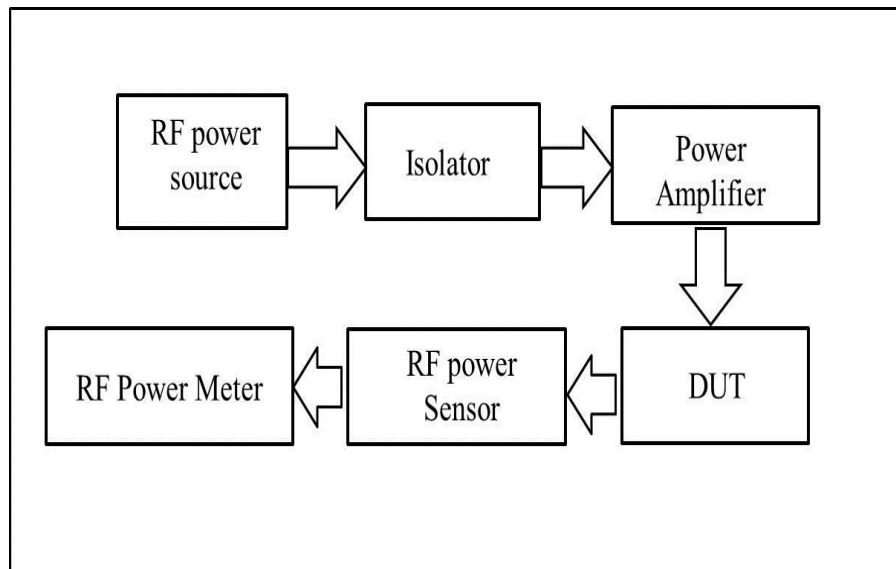 RF power
source
Isolator
Power
Amplifier
DUT
RF power
Sensor
RF Power Meter